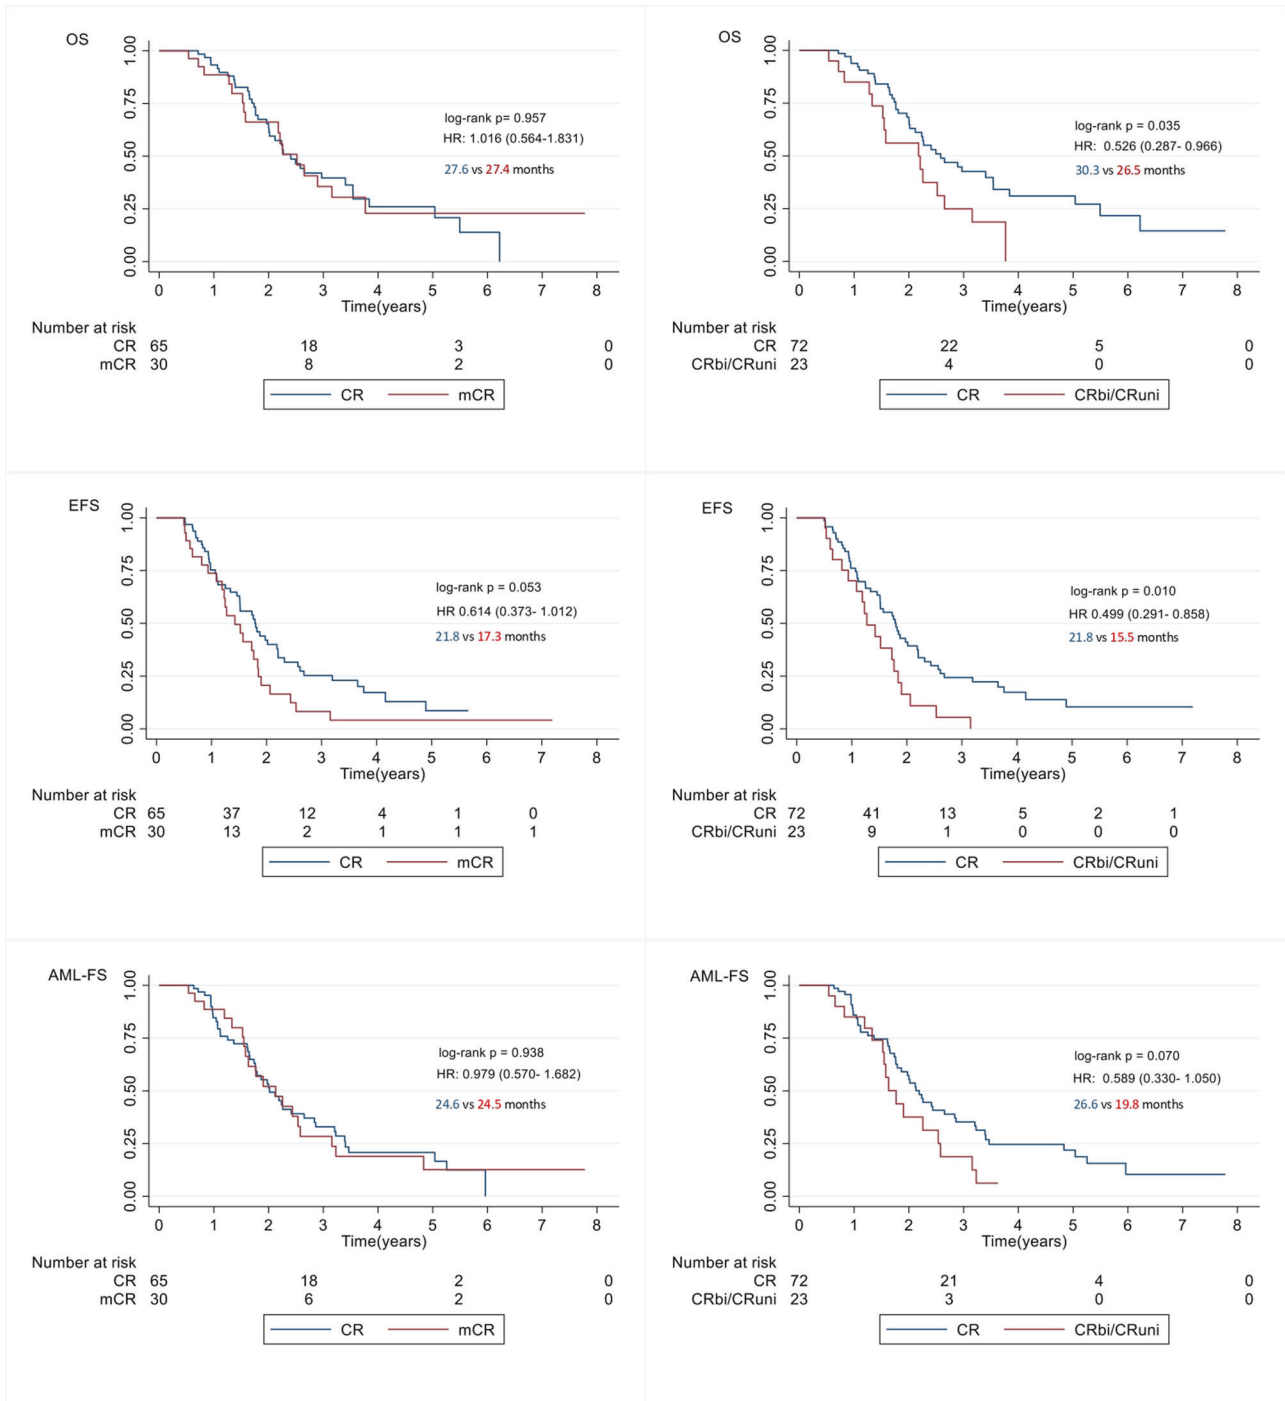 OS
1.00
0.75
0.50
0.25
0.00
log-rank p= 0.957
HR: 1.016 (0.564-1.831)
27.6 vs 27.4 months
0 1 2 3 4 5 6 7 8
Time(years)
Number at risk
CR 65 18 3 0
mCR 30 8 2 0
CR mCR
OS
1.00
0.75
0.50
0.25
0.00
log-rank p = 0.035
HR: 0.526 (0.287- 0.966)
30.3 vs 26.5 months
0 1 2 3 4 5 6 7 8
Time(years)
Number at risk
CR 72 22 5 0
CRbi/CRuni 23 4 0 0
CR CRbi/CRuni
EFS
1.00
0.75
0.50
0.25
0.00
log-rank p = 0.053
HR 0.614 (0.373- 1.012)
21.8 vs 17.3 months
0 1 2 3 4 5 6 7 8
Time(years)
Number at risk
CR 65 37 12 4 1 0
mCR 30 13 2 1 1 1
CR mCR
EFS
1.00
0.75
0.50
0.25
0.00
log-rank p = 0.010
HR 0.499 (0.291- 0.858)
21.8 vs 15.5 months
0 1 2 3 4 5 6 7 8
Time(years)
Number at risk
CR 72 41 13 5 2 1
CRbi/CRuni 23 9 1 0 0 0
CR CRbi/CRuni
AML-FS
1.00
0.75
0.50
0.25
0.00
log-rank p = 0.938
HR: 0.979 (0.570- 1.682)
24.6 vs 24.5 months
0 1 2 3 4 5 6 7 8
Time(years)
Number at risk
CR 65 18 2 0
mCR 30 6 2 0
CR mCR
AML-FS
1.00
0.75
0.50
0.25
0.00
log-rank p = 0.070
HR: 0.589 (0.330- 1.050)
26.6 vs 19.8 months
0 1 2 3 4 5 6 7 8
Time(years)
Number at risk
CR 72 21 4 0
CRbi/CRuni 23 3 0 0
CR CRbi/CRuni